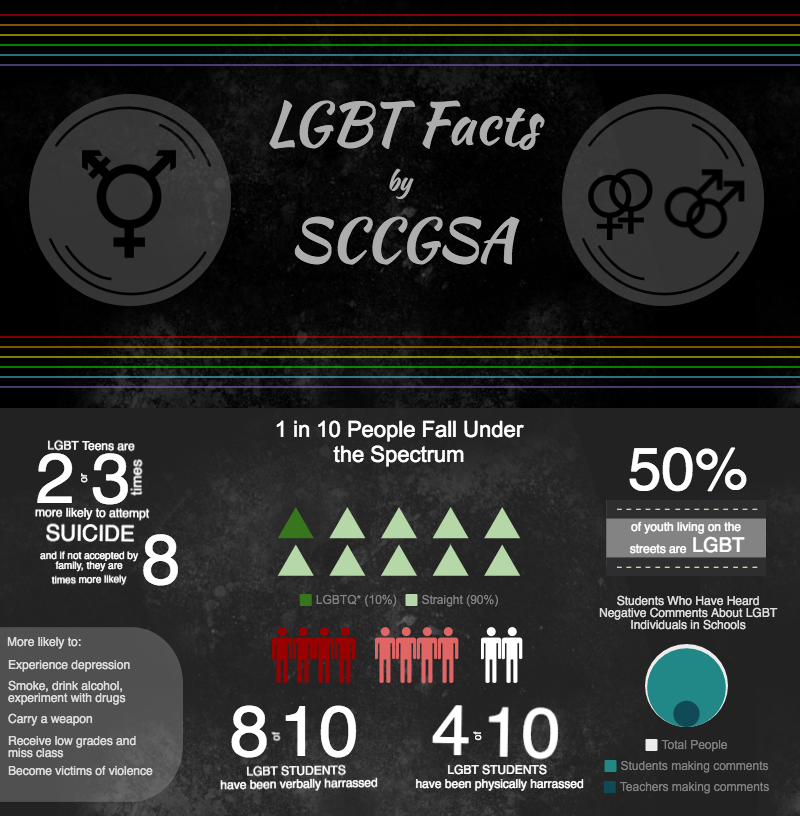 LGBT Facts
by
SCCGSA
LGBT Teens are
2 or 3 times
more likely to attempt
SUICIDE
and if not accepted by
family, they are
times more likely
8
1 in 10 People Fall Under
the Spectrum
LGBTQ* (10%) Straight (90%)
50%
of youth living on the
streets are LGBT
Students Who Have Heard
Negative Comments About LGBT
Individuals in Schools
Total People
Students making comments
Teachers making comments
More likely to:
Experience depression
Smoke, drink alcohol,
experiment with drugs
Carry a weapon
Receive low grades and
miss class
Become victims of violence
8 of 10
LGBT STUDENTS
have been verbally harrassed
4 of 10
LGBT STUDENTS
have been physically harrassed